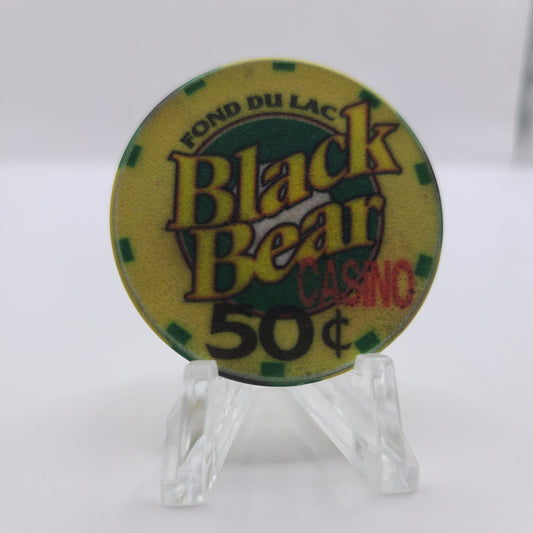 FOND DU LAC
Black
Bear
CASINO
50¢